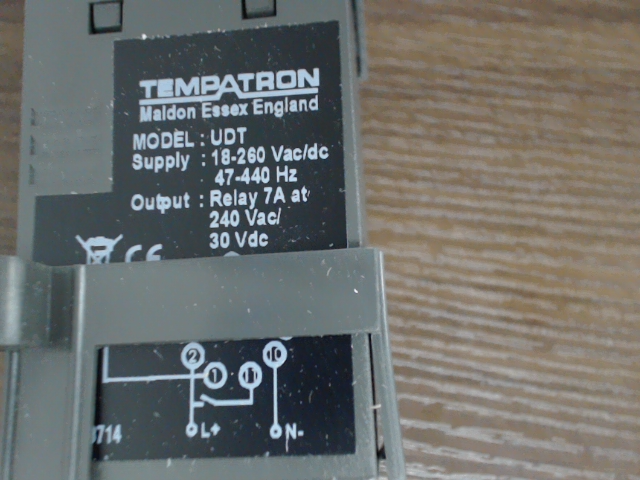 TEMPATRON
Maldon Essex England
MODEL : UDT
Supply : 18-260 Vac/dc
47-440 Hz
Output : Relay 7A at
240 Vac/
30 Vdc
CE
2 10
1 11
L+ N-